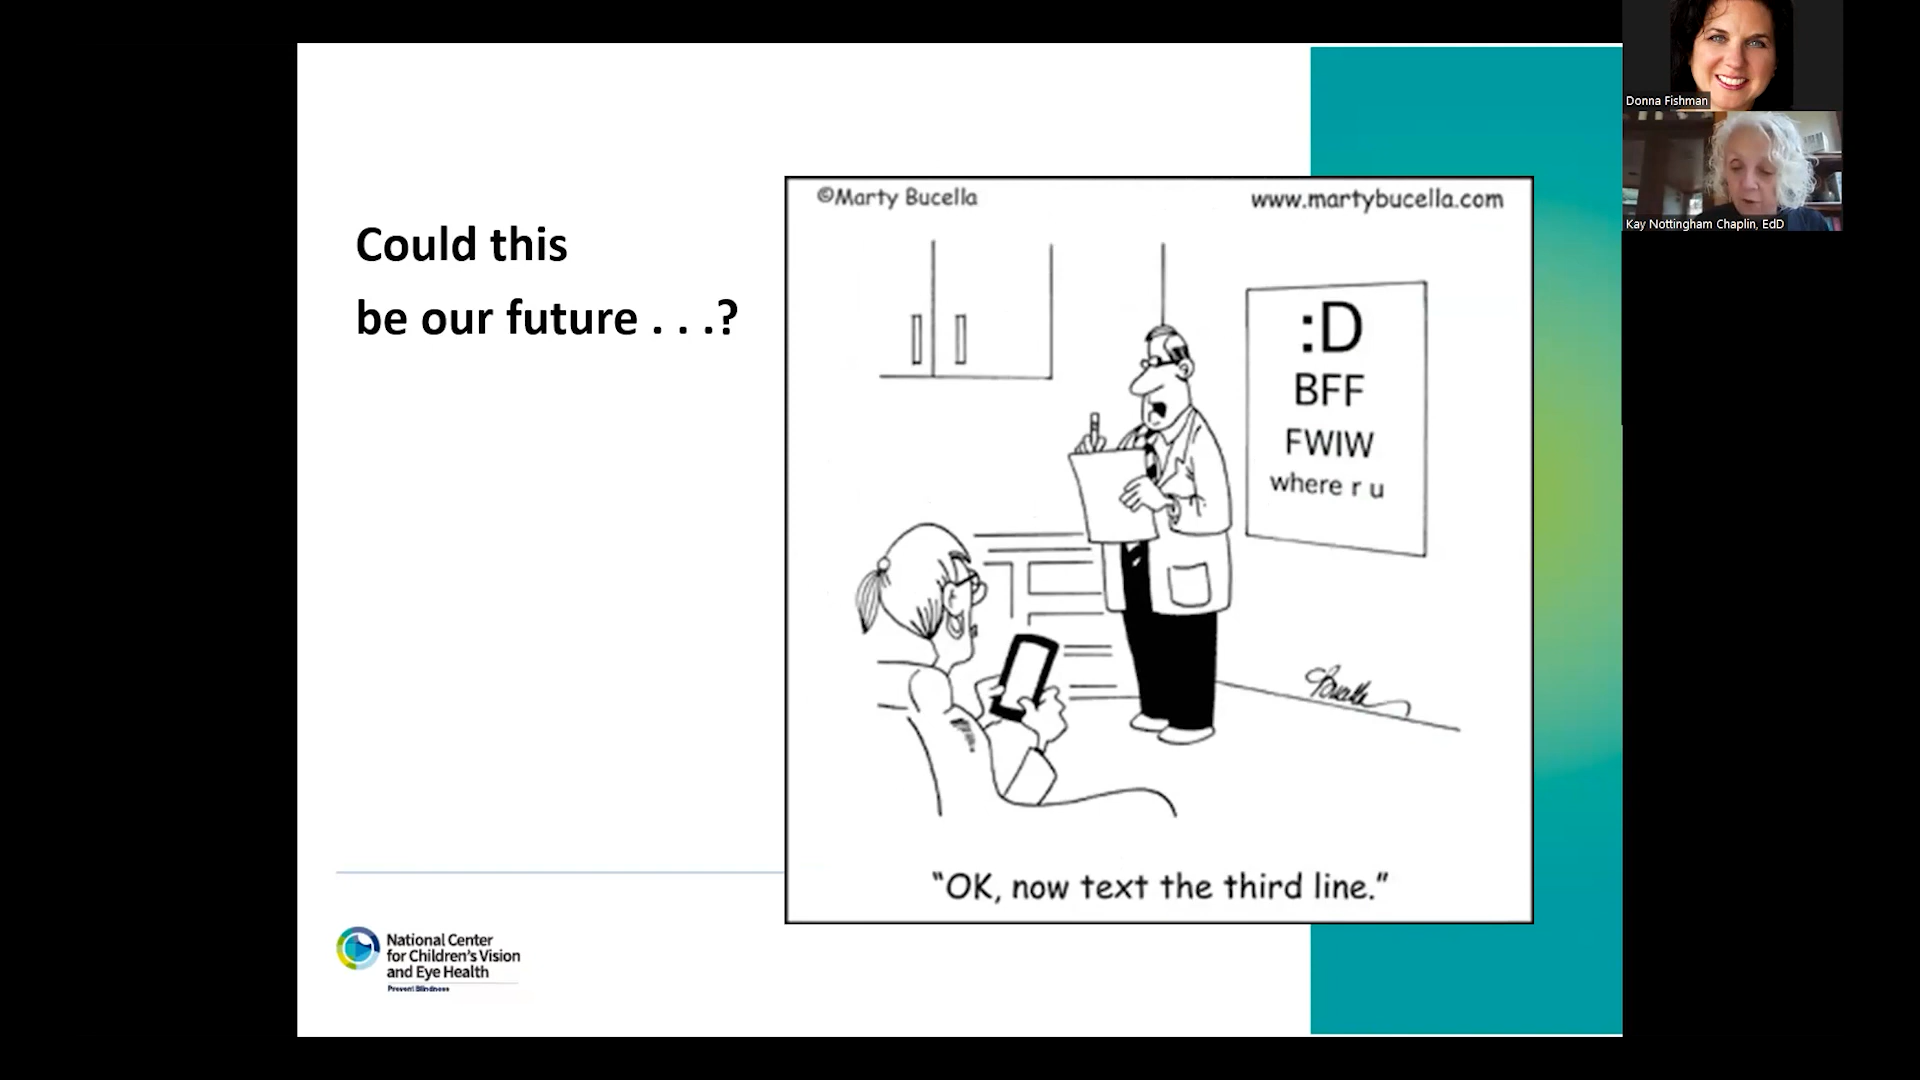 Could this
be our future . . .?
©Marty Bucella
www.martybucella.com
:D
BFF
FWIW
where r u
Bucella
"OK, now text the third line."
National Center
for Children's Vision
and Eye Health
Prevent Blindness
Donna Fishman
Kay Nottingham Chaplin, EdD